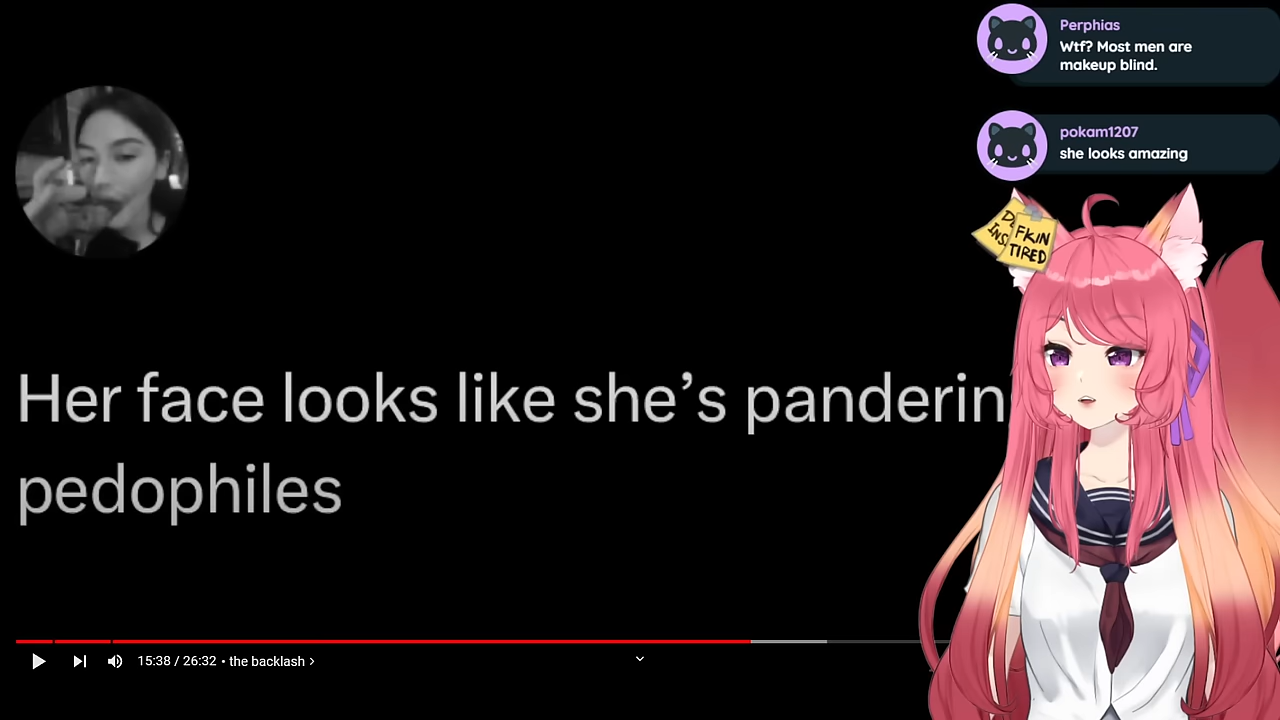 Perphias
Wtf? Most men are
makeup blind.
pokam1207
she looks amazing
FKIN
TIRED
Her face looks like she’s panderin
pedophiles
15:38 / 26:32 • the backlash ›